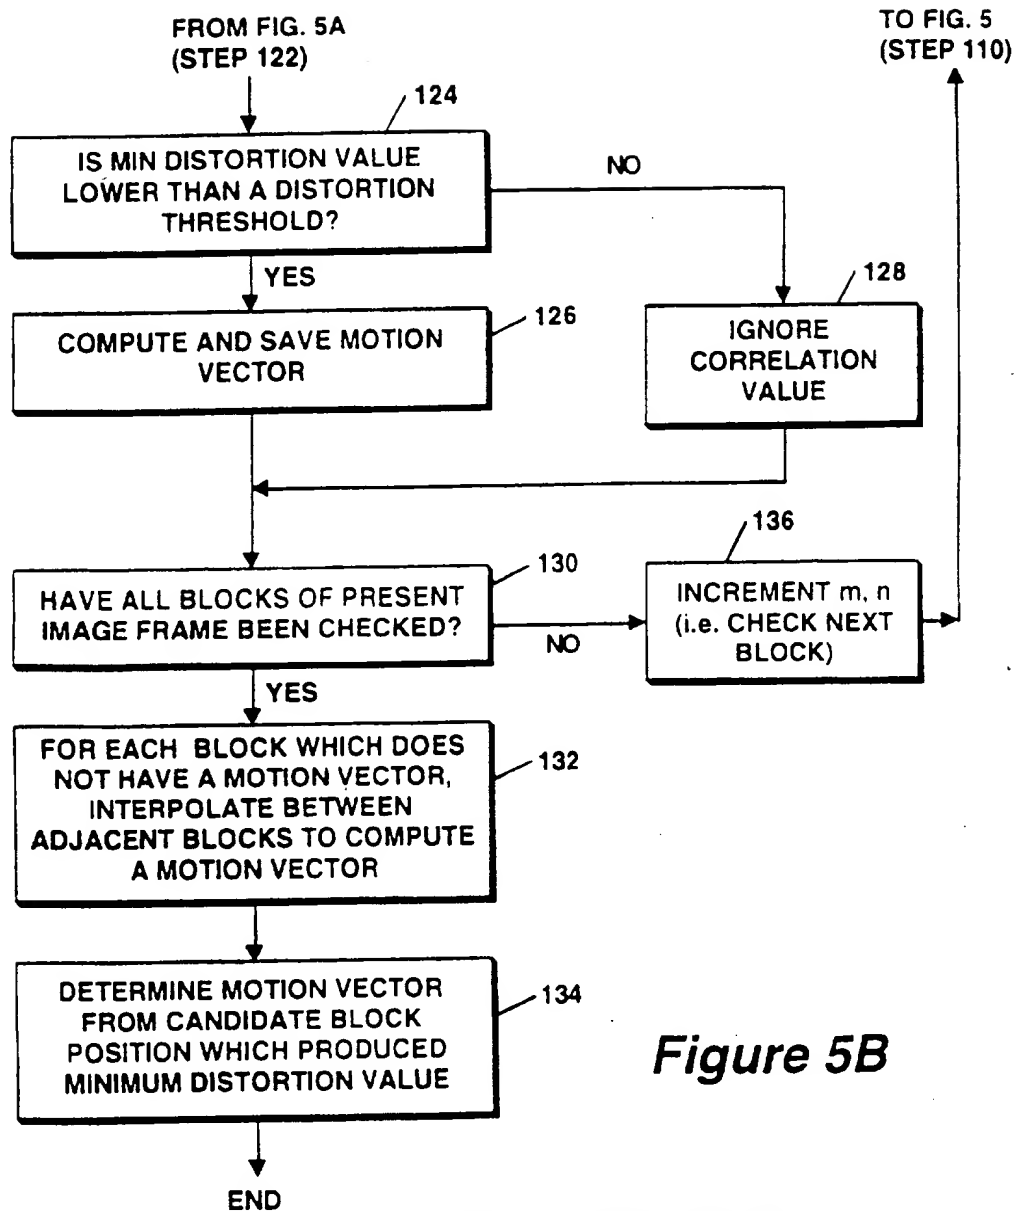 FROM FIG. 5A
(STEP 122)
TO FIG. 5
(STEP 110)
124
IS MIN DISTORTION VALUE
LOWER THAN A DISTORTION
THRESHOLD?
NO
YES
128
126
COMPUTE AND SAVE MOTION
VECTOR
IGNORE
CORRELATION
VALUE
136
130
HAVE ALL BLOCKS OF PRESENT
IMAGE FRAME BEEN CHECKED?
NO
INCREMENT m, n
(i.e. CHECK NEXT
BLOCK)
YES
FOR EACH BLOCK WHICH DOES
NOT HAVE A MOTION VECTOR,
INTERPOLATE BETWEEN
ADJACENT BLOCKS TO COMPUTE
A MOTION VECTOR
132
DETERMINE MOTION VECTOR
FROM CANDIDATE BLOCK
POSITION WHICH PRODUCED
MINIMUM DISTORTION VALUE
134
Figure 5B
END